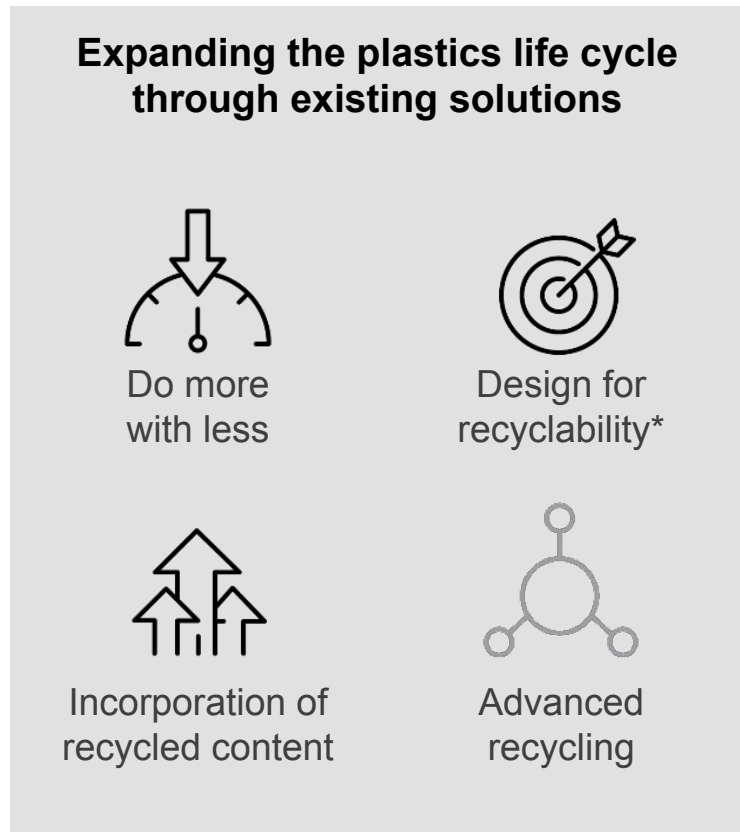 Expanding the plastics life cycle
through existing solutions
Do more
with less
Design for
recyclability*
Incorporation of
recycled content
Advanced
recycling